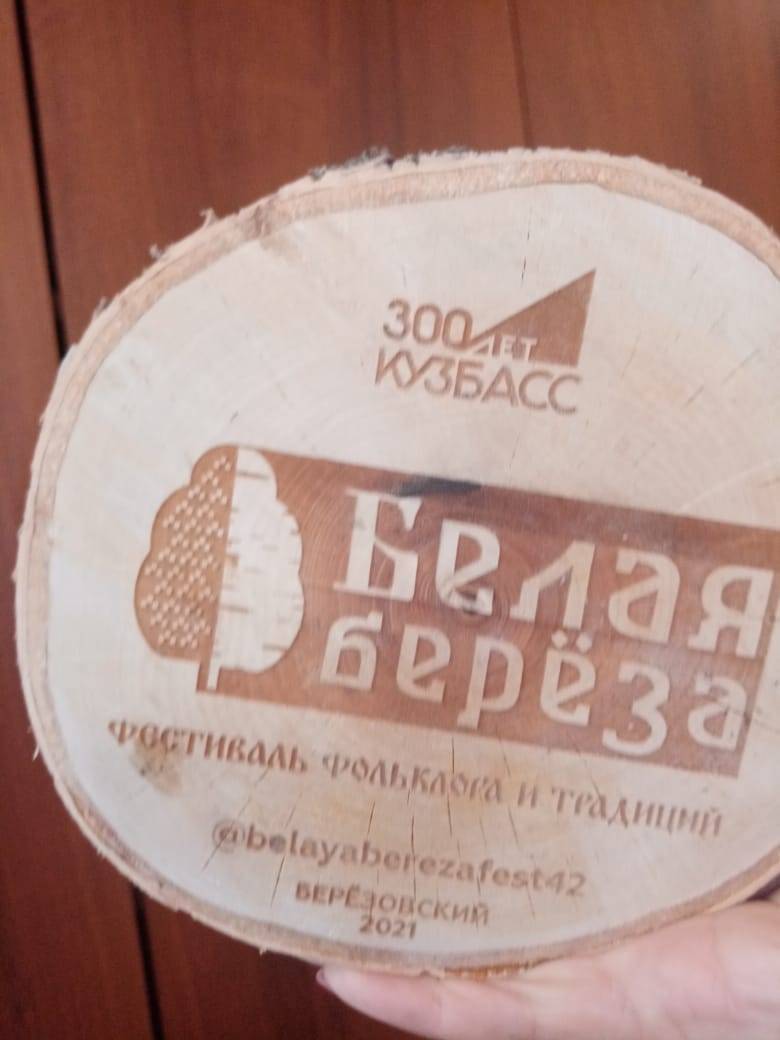 300 ЛЕТ
КУЗБАСС
Белая
берёза
ФЕСТИВАЛЬ ФОЛЬКЛОРА И ТРАДИЦИЙ
@belayaberezafest42
БЕРЁЗОВСКИЙ
2021